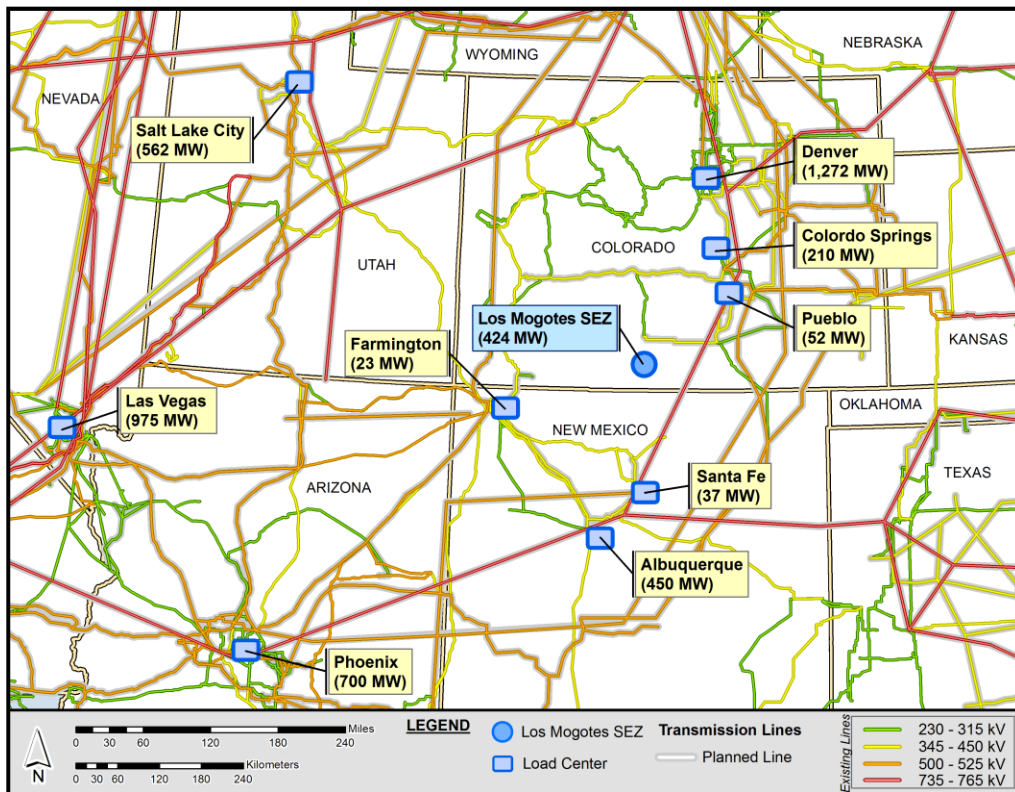 WYOMING
NEBRASKA
NEVADA
Salt Lake City
(562 MW)
Denver
(1,272 MW)
COLORADO
Colordo Springs
(210 MW)
UTAH
Los Mogotes SEZ
(424 MW)
Pueblo
(52 MW)
KANSAS
Farmington
(23 MW)
Las Vegas
(975 MW)
OKLAHOMA
NEW MEXICO
ARIZONA
Santa Fe
(37 MW)
TEXAS
Albuquerque
(450 MW)
Phoenix
(700 MW)
N
Miles
0 30 60 120 180 240
Kilometers
0 30 60 120 180 240
LEGEND
Los Mogotes SEZ
Load Center
Transmission Lines
Planned Line
Existing Lines
230 - 315 kV
345 - 450 kV
500 - 525 kV
735 - 765 kV